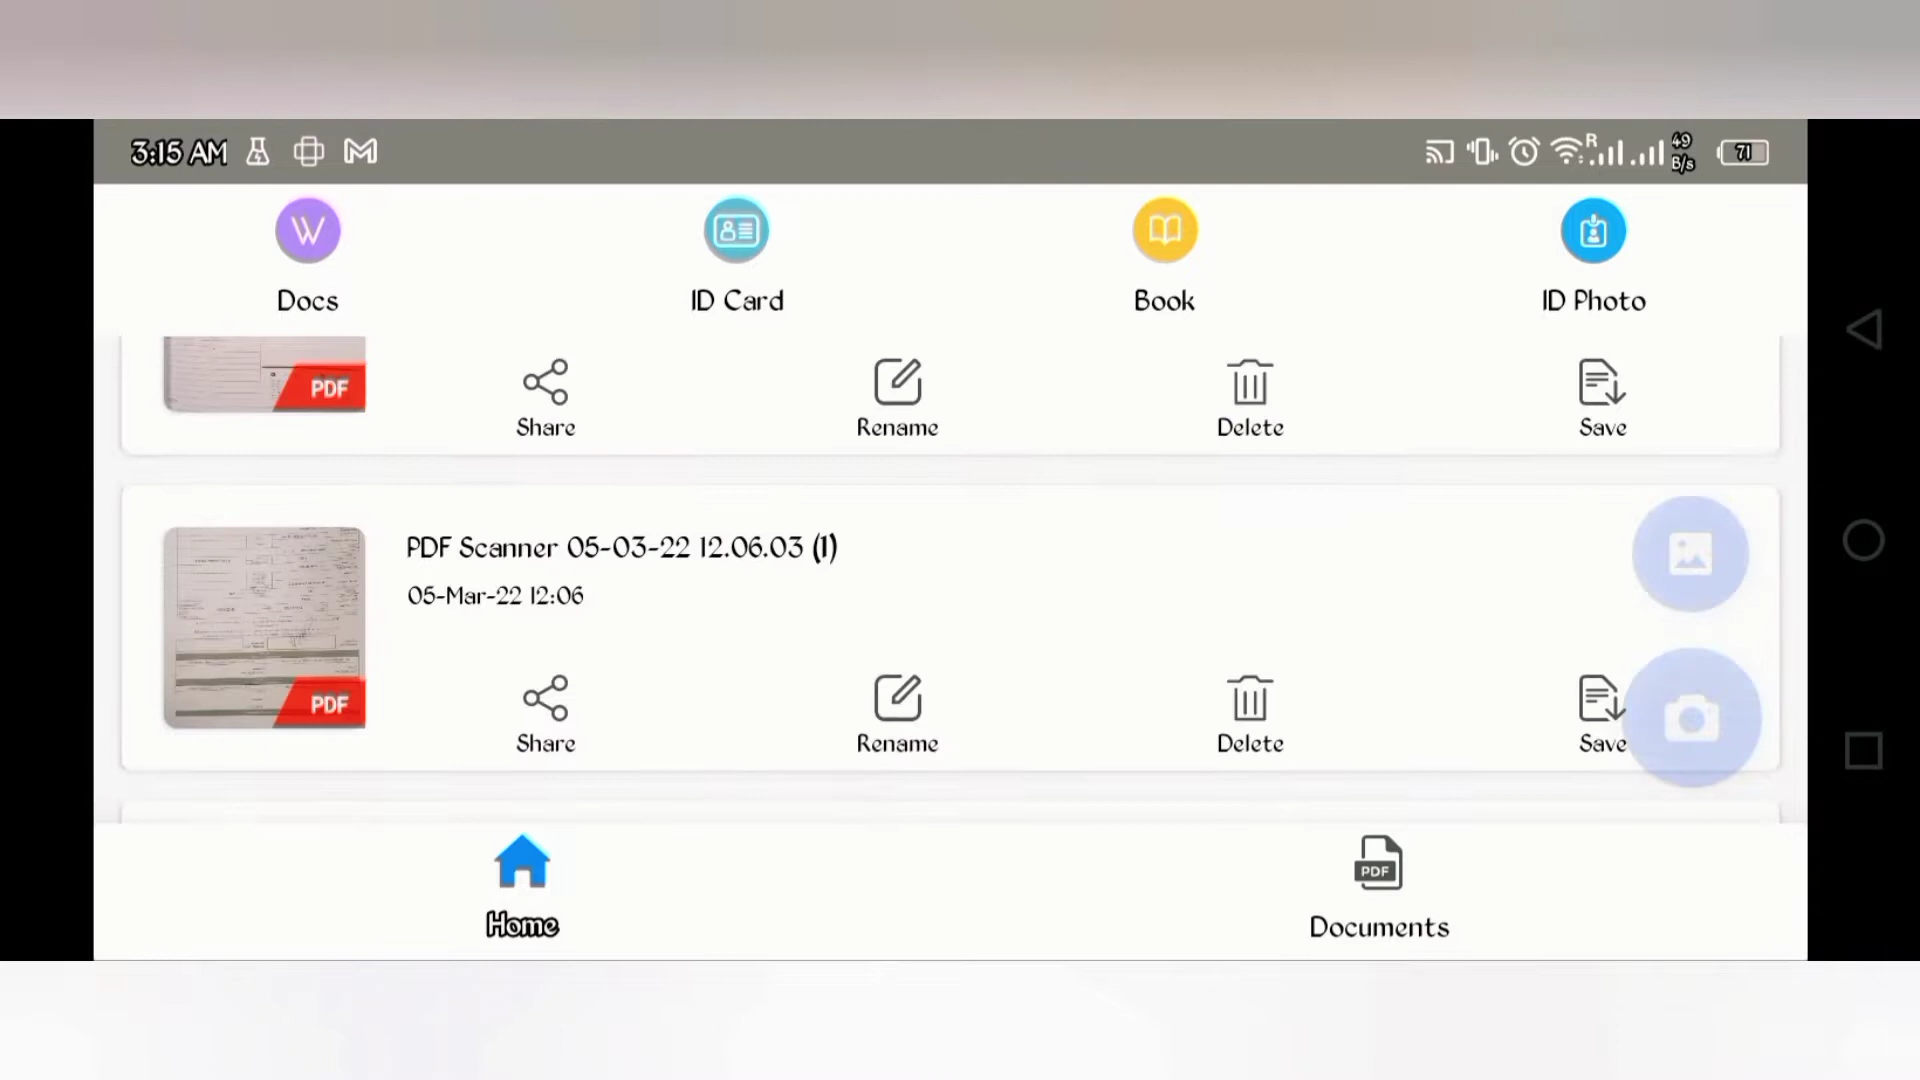 3:15 AM
R
49
B/s
71
W
Docs
ID Card
Book
ID Photo
PDF
Share
Rename
Delete
Save
PDF Scanner 05-03-22 12.06.03 (1)
05-Mar-22 12:06
PDF
Share
Rename
Delete
Save
Home
PDF
Documents